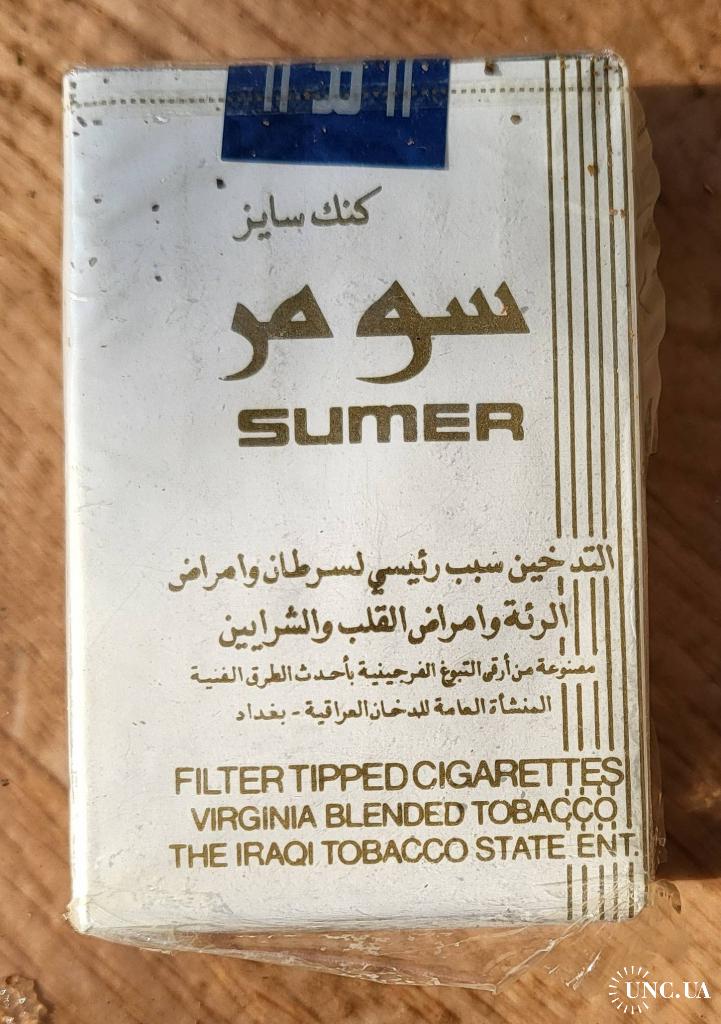 كنك سايز
سومر
SUMER
التدخين سبب رئيسي لسرطان وامراض
الرئة وامراض القلب والشرايين
مصنوعة من أرقى التبوغ الفرجينية بأحدث الطرق الفنية
المنشأة العامة للدخان العراقية - بغداد
FILTER TIPPED CIGARETTES
VIRGINIA BLENDED TOBACCO
THE IRAQI TOBACCO STATE ENT.
UNC.UA